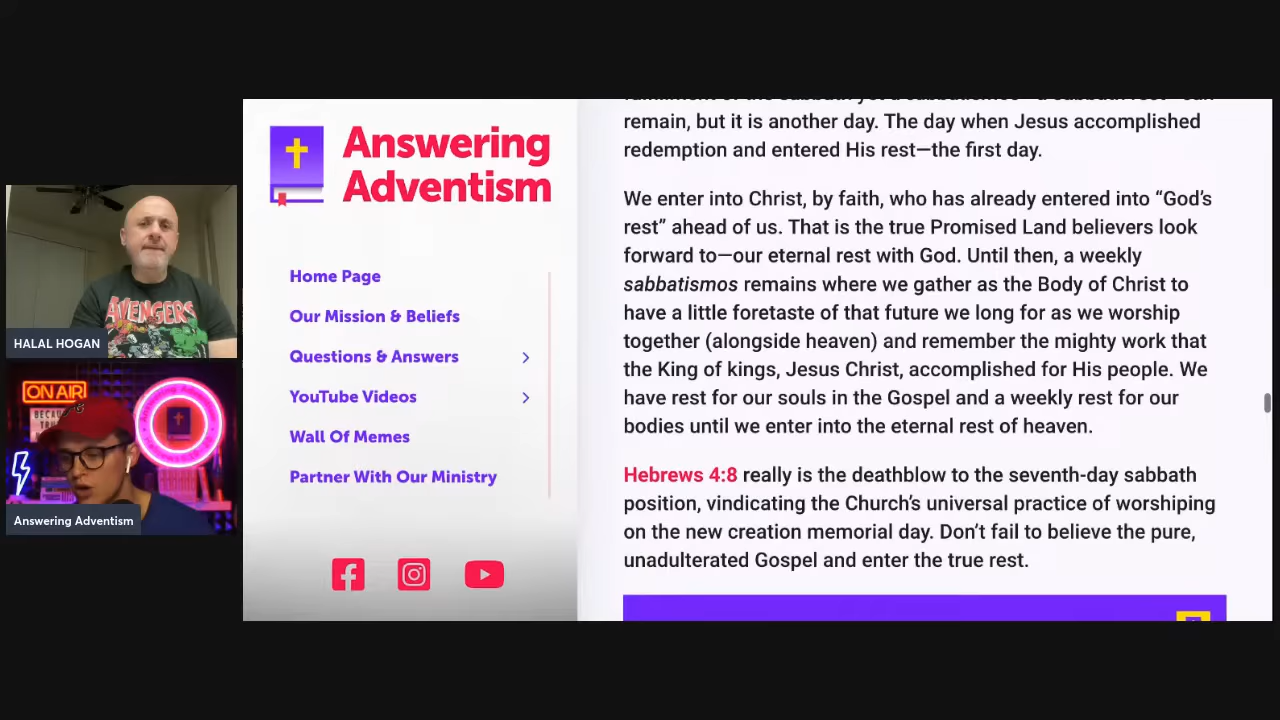 Answering
Adventism
Home Page
Our Mission & Beliefs
Questions & Answers
YouTube Videos
Wall Of Memes
Partner With Our Ministry
remain, but it is another day. The day when Jesus accomplished
redemption and entered His rest—the first day.
We enter into Christ, by faith, who has already entered into “God’s
rest” ahead of us. That is the true Promised Land believers look
forward to—our eternal rest with God. Until then, a weekly
sabbatismos remains where we gather as the Body of Christ to
have a little foretaste of that future we long for as we worship
together (alongside heaven) and remember the mighty work that
the King of kings, Jesus Christ, accomplished for His people. We
have rest for our souls in the Gospel and a weekly rest for our
bodies until we enter into the eternal rest of heaven.
Hebrews 4:8 really is the deathblow to the seventh-day sabbath
position, vindicating the Church’s universal practice of worshiping
on the new creation memorial day. Don’t fail to believe the pure,
unadulterated Gospel and enter the true rest.
AVENGERS
HALAL HOGAN
ON AIR
Answering Adventism